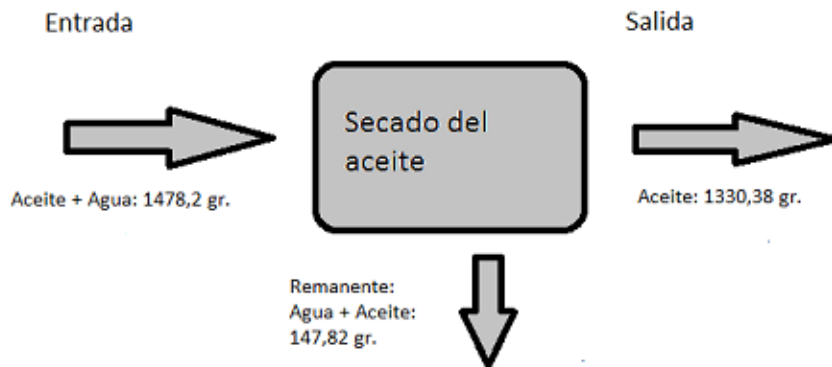 Entrada
Salida
Secado del
aceite
Aceite + Agua: 1478,2 gr.
Aceite: 1330,38 gr.
Remanente:
Agua + Aceite:
147,82 gr.